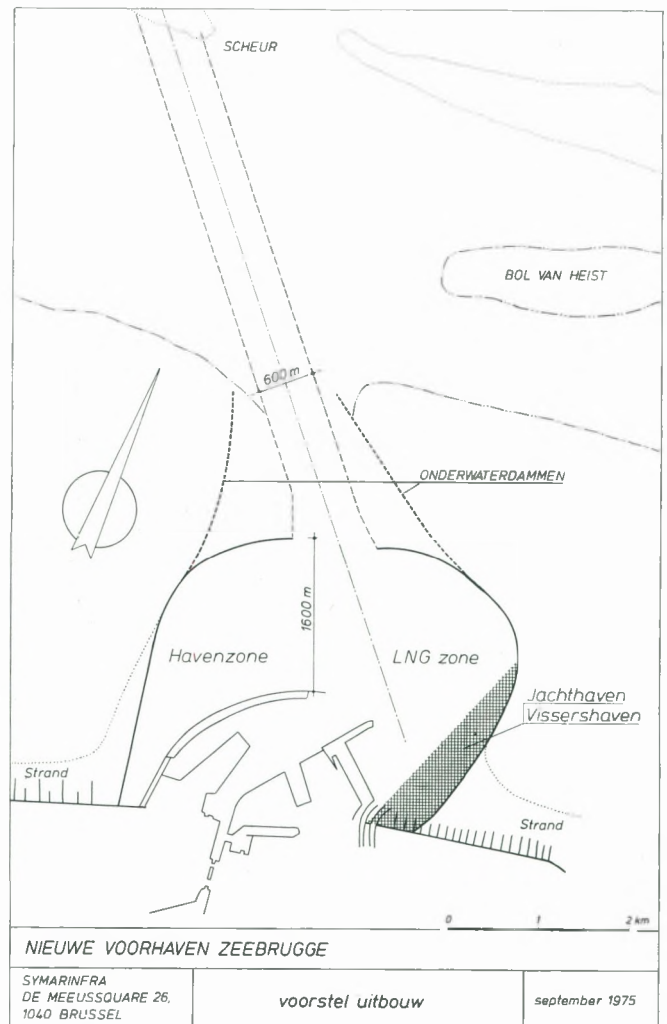 SCHEUR
BOL VAN HEIST
600 m
ONDERWATERDAMMEN
1600 m
Havenzone
LNG zone
Jachthaven
Vissershaven
Strand
Strand
0 1 2 km
NIEUWE VOORHAVEN ZEEBRUGGE
SYMARINFRA
DE MEEUSSQUARE 26,
1040 BRUSSEL
voorstel uitbouw
september 1975